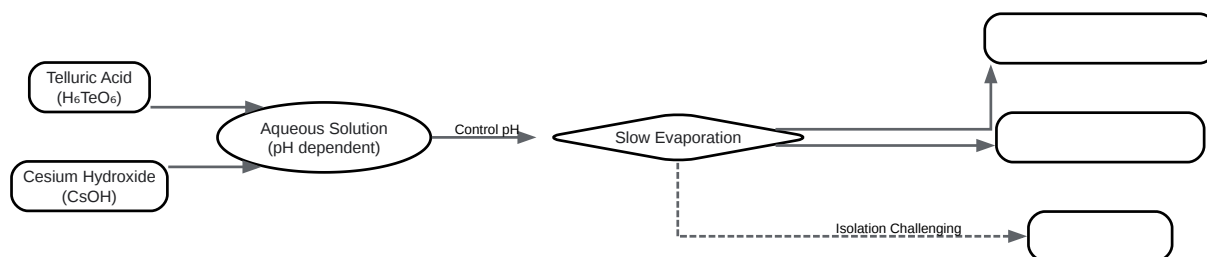 Telluric Acid
(H₆TeO₆)
Cesium Hydroxide
(CsOH)
Aqueous Solution
(pH dependent)
Control pH
Slow Evaporation
Isolation Challenging